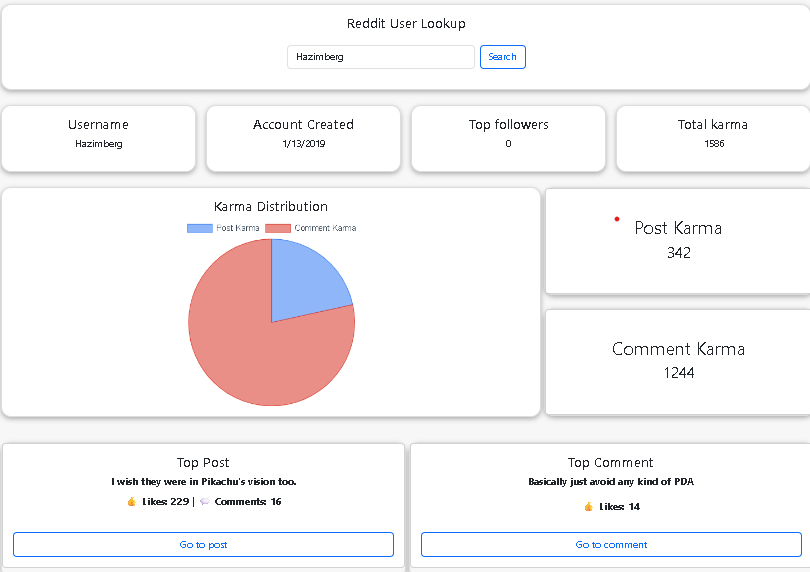 Reddit User Lookup
Hazimberg
Search
Username
Hazimberg
Account Created
1/13/2019
Top followers
0
Total karma
1586
Karma Distribution
Post Karma
Comment Karma
Post Karma
342
Comment Karma
1244
Top Post
I wish they were in Pikachu's vision too.
👍 Likes: 229 | 💬 Comments: 16
Go to post
Top Comment
Basically just avoid any kind of PDA
👍 Likes: 14
Go to comment